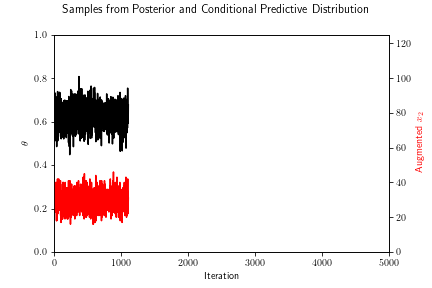 Samples from Posterior and Conditional Predictive Distribution
1.0
0.8
0.6
0.4
0.2
0.0
θ
120
100
80
60
40
20
0
Augmented x₂
0 1000 2000 3000 4000 5000
Iteration